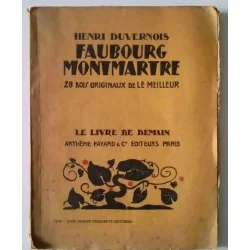 HENRI DUVERNOIS
FAUBOURG
MONTMARTRE
28 BOIS ORIGINAUX DE LE MEILLEUR
LE LIVRE DE DEMAIN
ARTHÈME FAYARD & Cie ÉDITEURS PARIS